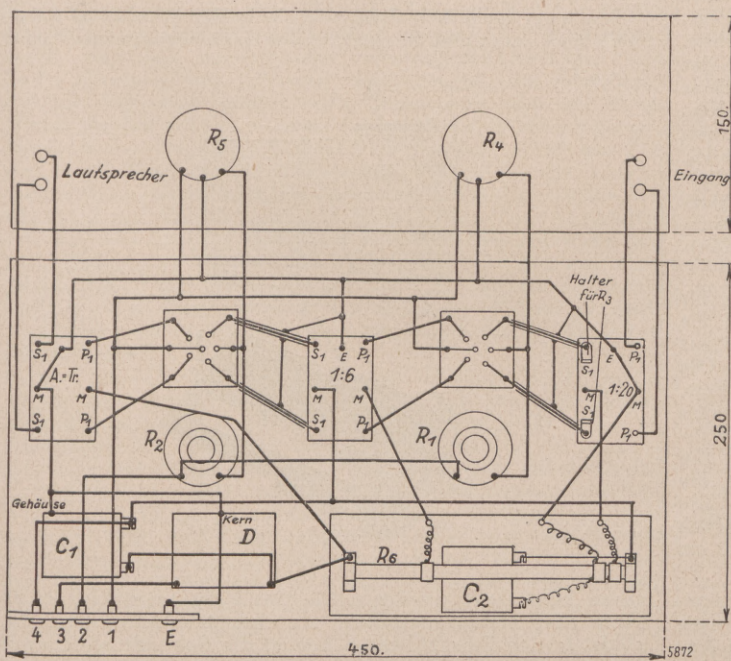 R5
R4
150.
Lautsprecher
Eingang
Halter
für R3
S1
P1
S1
E
P1
S1
E
P1
A.-Tr.
1:6
1:20
M
M
M
M
M
M
S1
P1
S1
P1
S1
P1
R2
R1
250
Gehäuse
Kern
C1
D
R6
C2
4 3 2 1 E
450.
5872